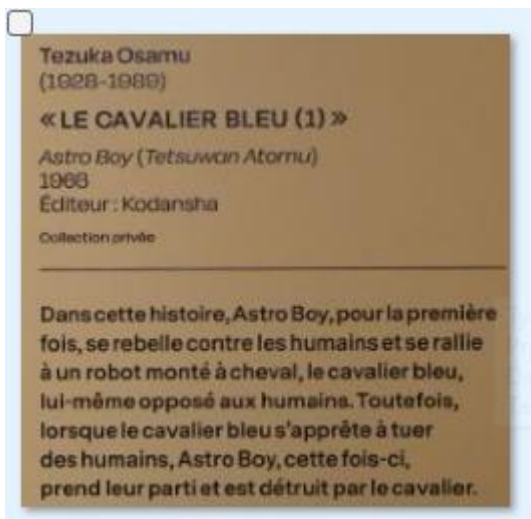 Tezuka Osamu
(1928-1989)
« LE CAVALIER BLEU (1) »
Astro Boy (Tetsuwan Atomu)
1966
Éditeur : Kodansha
Collection privée
Dans cette histoire, Astro Boy, pour la première
fois, se rebelle contre les humains et se rallie
à un robot monté à cheval, le cavalier bleu,
lui-même opposé aux humains. Toutefois,
lorsque le cavalier bleu s'apprête à tuer
des humains, Astro Boy, cette fois-ci,
prend leur parti et est détruit par le cavalier.